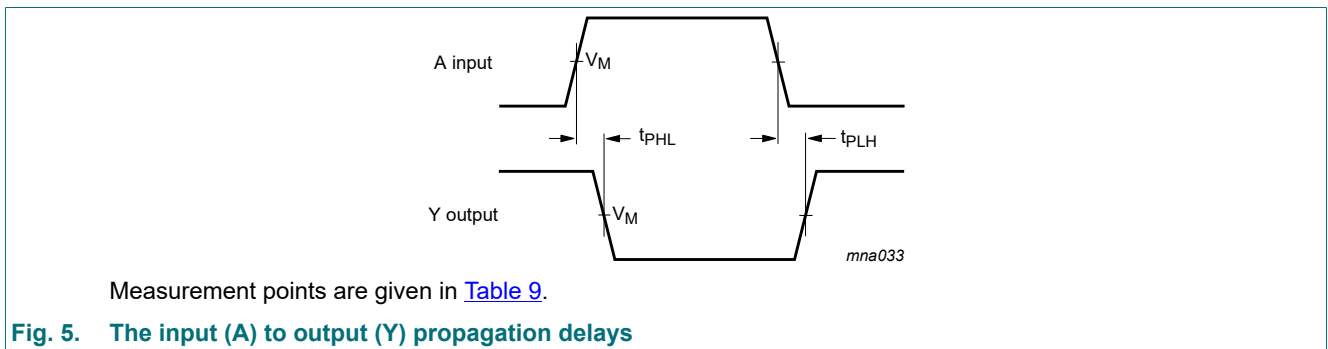 A input
VM
tPHL
tPLH
Y output
VM
mna033
Measurement points are given in Table 9.
Fig. 5. The input (A) to output (Y) propagation delays